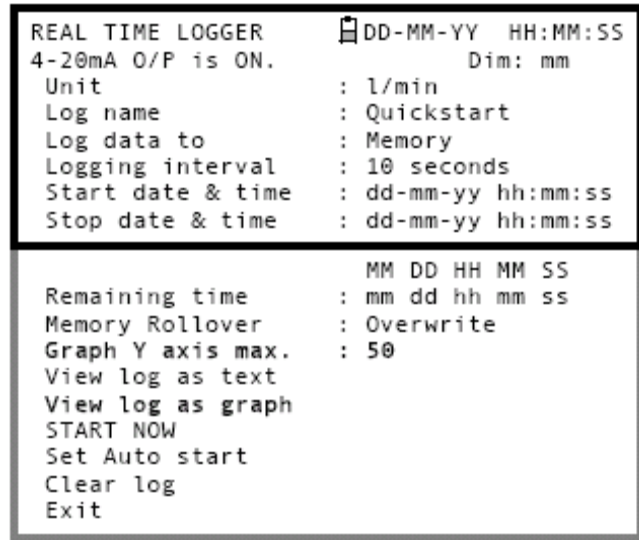 REAL TIME LOGGER DD-MM-YY HH:MM:SS
4-20mA O/P is ON. Dim: mm
Unit : l/min
Log name : Quickstart
Log data to : Memory
Logging interval : 10 seconds
Start date & time : dd-mm-yy hh:mm:ss
Stop date & time : dd-mm-yy hh:mm:ss
MM DD HH MM SS
Remaining time : mm dd hh mm ss
Memory Rollover : Overwrite
Graph Y axis max. : 50
View log as text
View log as graph
START NOW
Set Auto start
Clear log
Exit